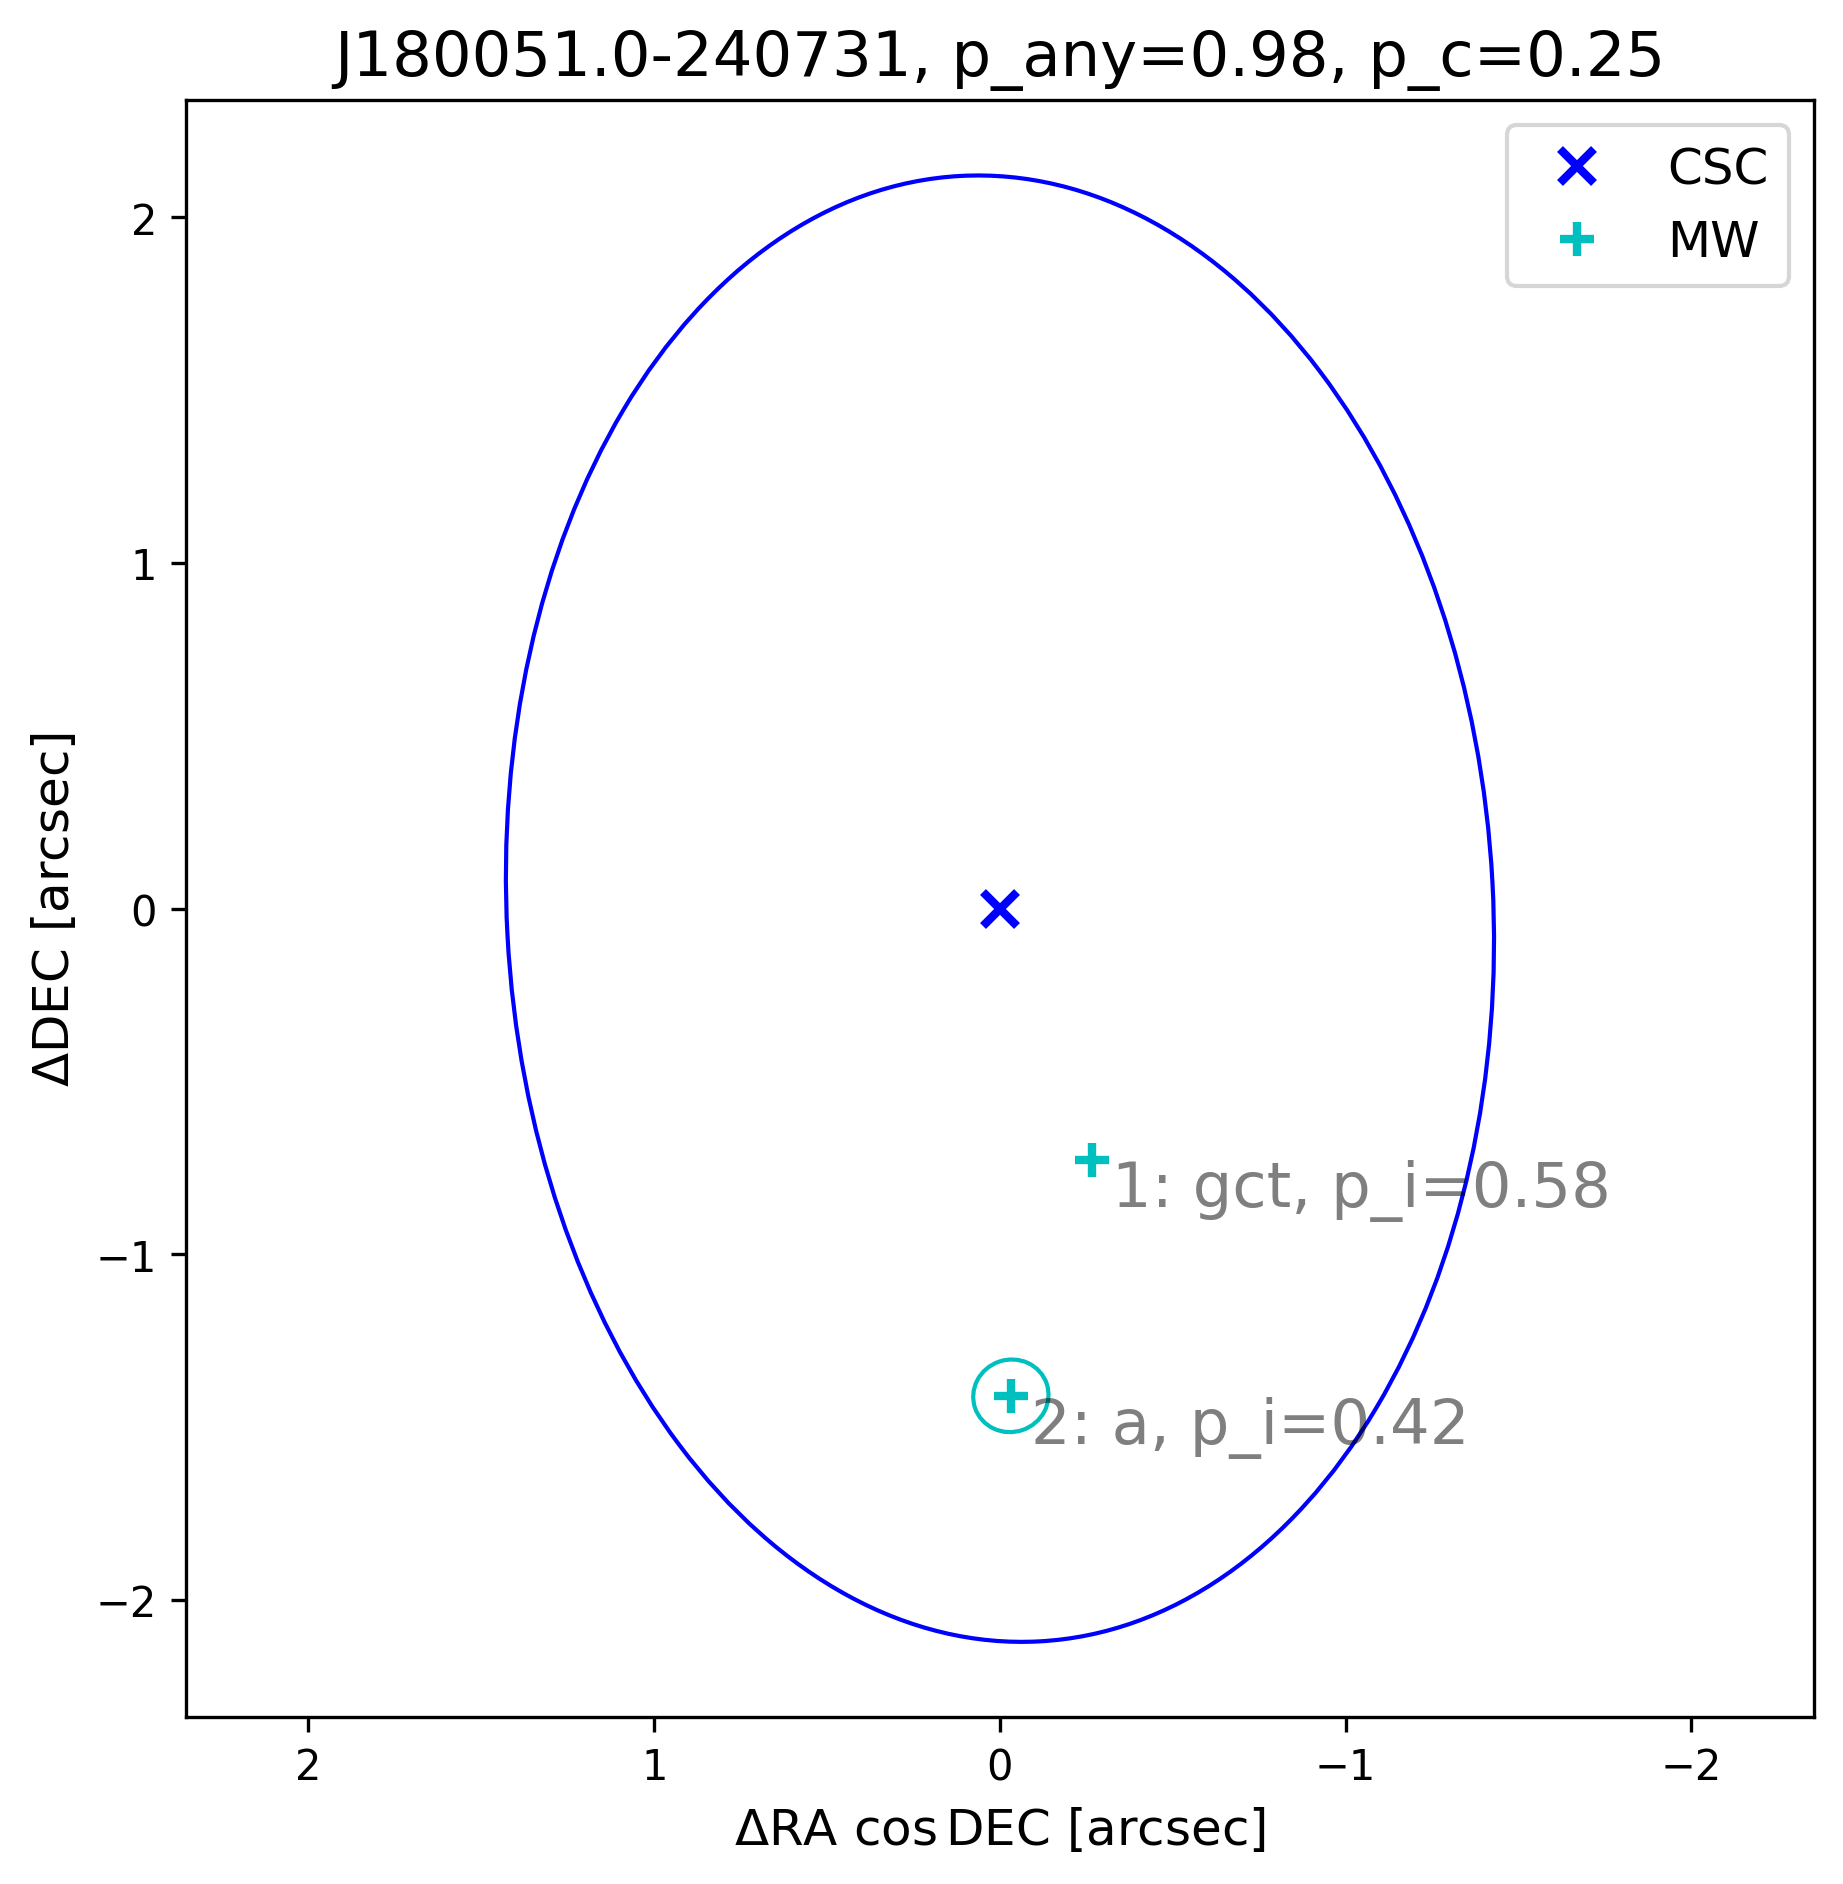 J180051.0-240731, p_any=0.98, p_c=0.25
CSC
MW
2
1
0
−1
−2
ΔDEC [arcsec]
1: gct, p_i=0.58
2: a, p_i=0.42
2
1
0
−1
−2
ΔRA cos DEC [arcsec]